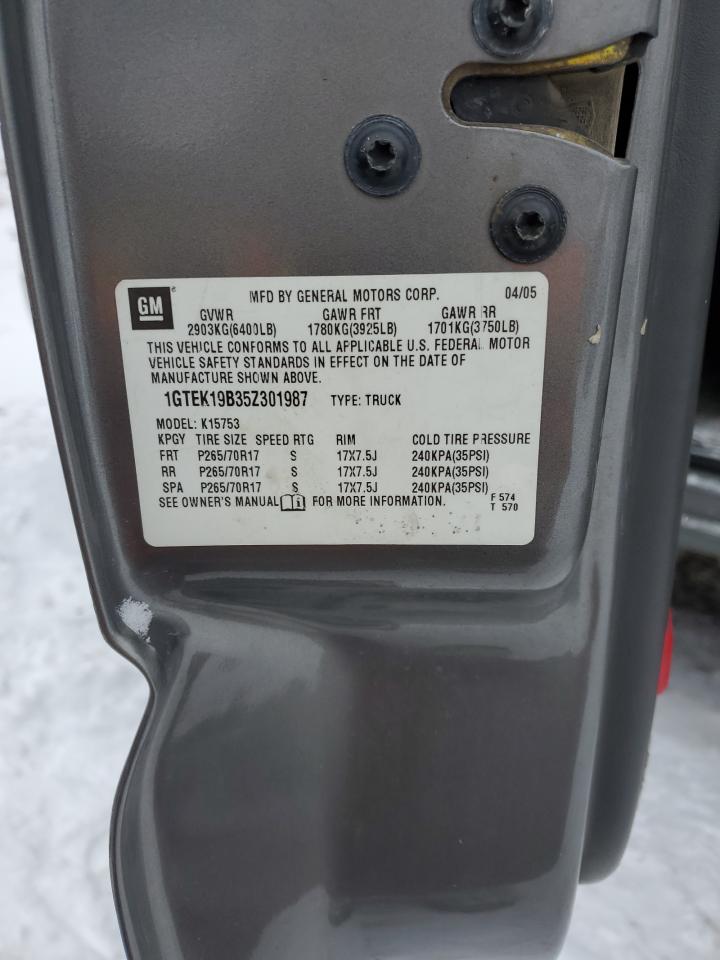 GM MFD BY GENERAL MOTORS CORP. 04/05
GVWR GAWR FRT GAWR RR
2903KG(6400LB) 1780KG(3925LB) 1701KG(3750LB)
THIS VEHICLE CONFORMS TO ALL APPLICABLE U.S. FEDERAL MOTOR
VEHICLE SAFETY STANDARDS IN EFFECT ON THE DATE OF
MANUFACTURE SHOWN ABOVE.
1GTEK19B35Z301987 TYPE: TRUCK
MODEL: K15753
KPGY TIRE SIZE SPEED RTG RIM COLD TIRE PRESSURE
FRT P265/70R17 S 17X7.5J 240KPA(35PSI)
RR P265/70R17 S 17X7.5J 240KPA(35PSI)
SPA P265/70R17 S 17X7.5J 240KPA(35PSI)
SEE OWNER'S MANUAL i FOR MORE INFORMATION.
F 574
T 570